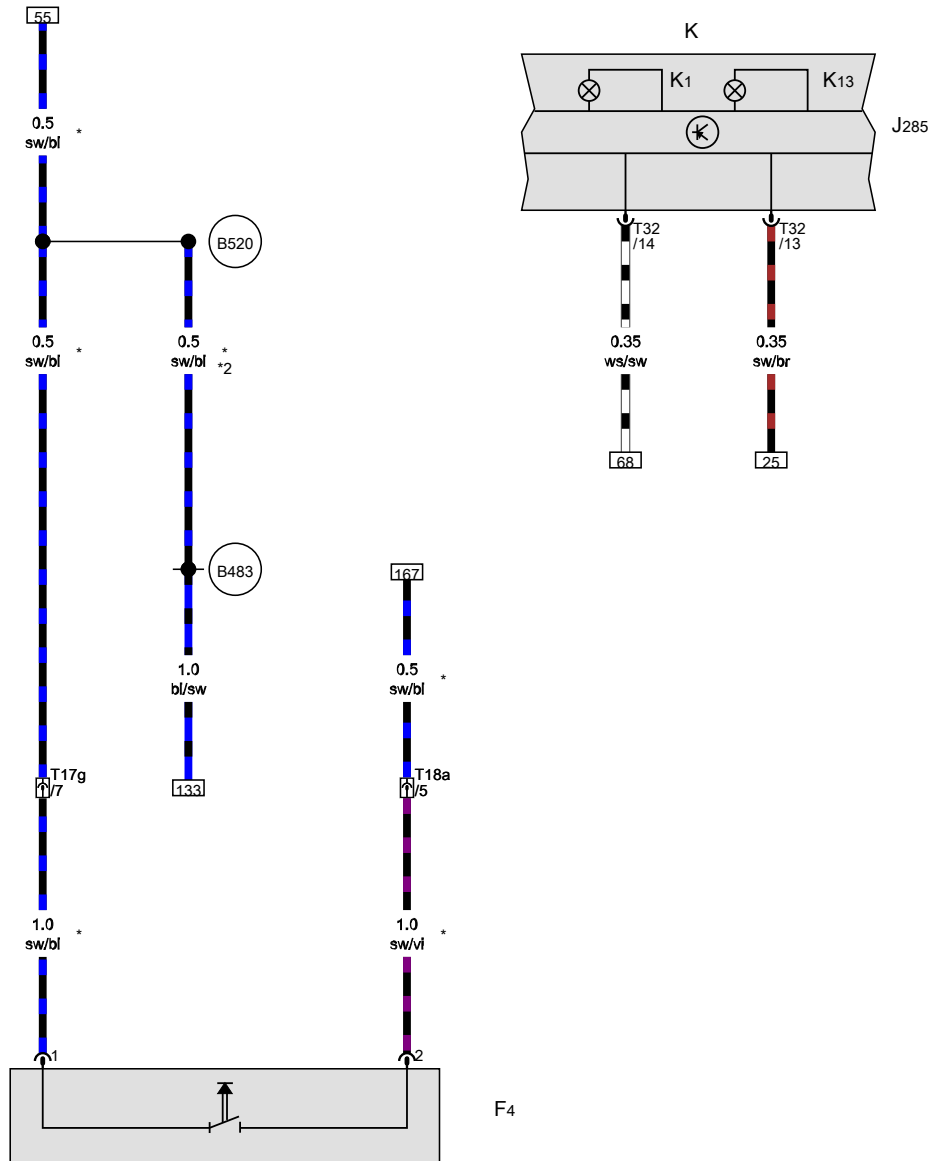 55
K
K1
K13
J285
0.5
sw/bl *
B520
T32
/14
T32
/13
0.5
sw/bl *
0.5
sw/bl *
*2
0.35
ws/sw
0.35
sw/br
68
25
B483
167
1.0
bl/sw
0.5
sw/bl *
T17g
/7
133
T18a
/5
1.0
sw/bl *
1.0
sw/vi *
1
2
F4